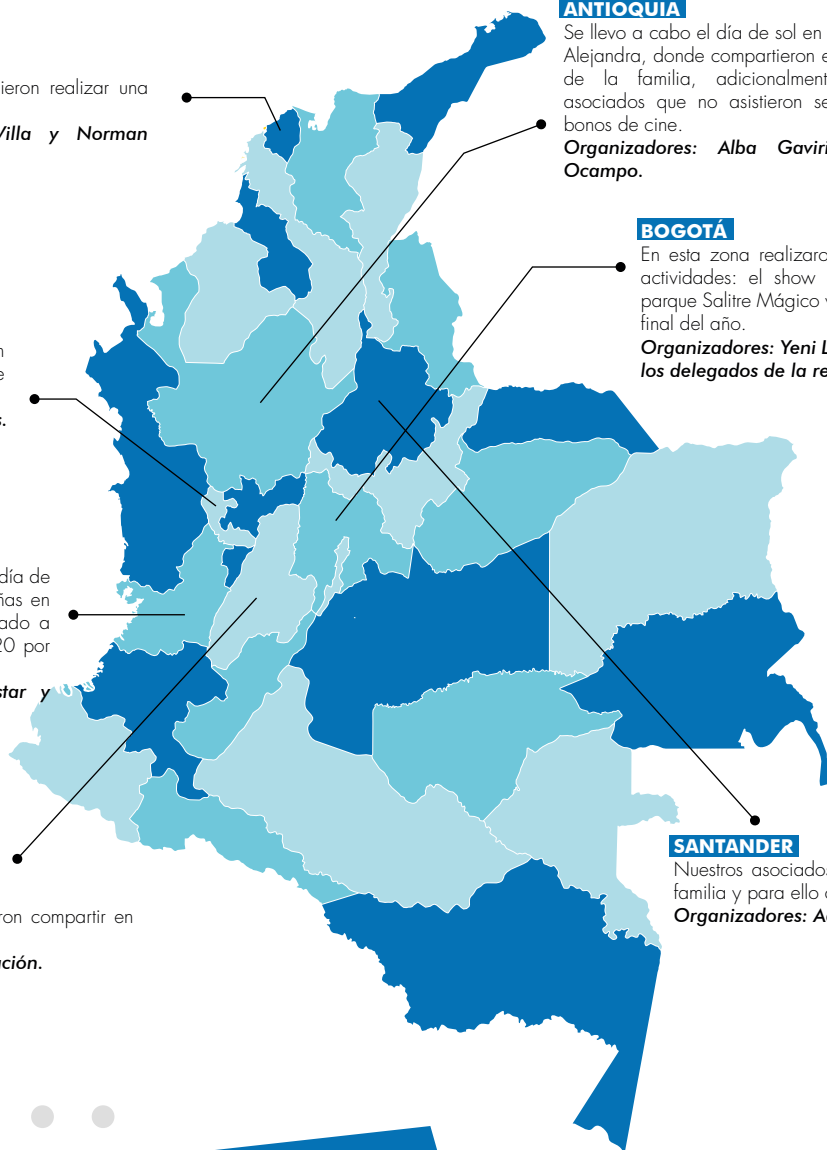 ieron realizar una
Villa y Norman
n
e
s.
día de
ñas en
ado a
20 por
star y
ron compartir en
ación.
ANTIOQUIA
Se llevo a cabo el día de sol en
Alejandra, donde compartieron e
de la familia, adicionalment
asociados que no asistieron se
bonos de cine.
Organizadores: Alba Gaviri
Ocampo.
BOGOTÁ
En esta zona realizaro
actividades: el show
parque Salitre Mágico y
final del año.
Organizadores: Yeni L
los delegados de la re
SANTANDER
Nuestros asociados
familia y para ello
Organizadores: A